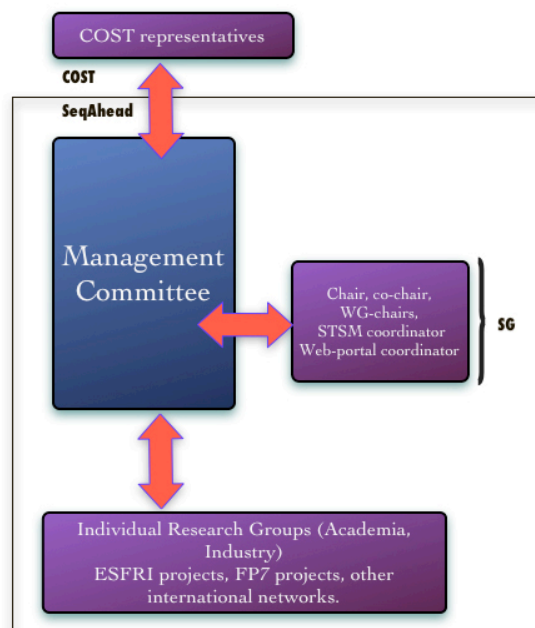 COST representatives
COST
SeqAhead
Management
Committee
Chair, co-chair,
WG-chairs,
STSM coordinator
Web-portal coordinator
SG
Individual Research Groups (Academia,
Industry)
ESFRI projects, FP7 projects, other
international networks.